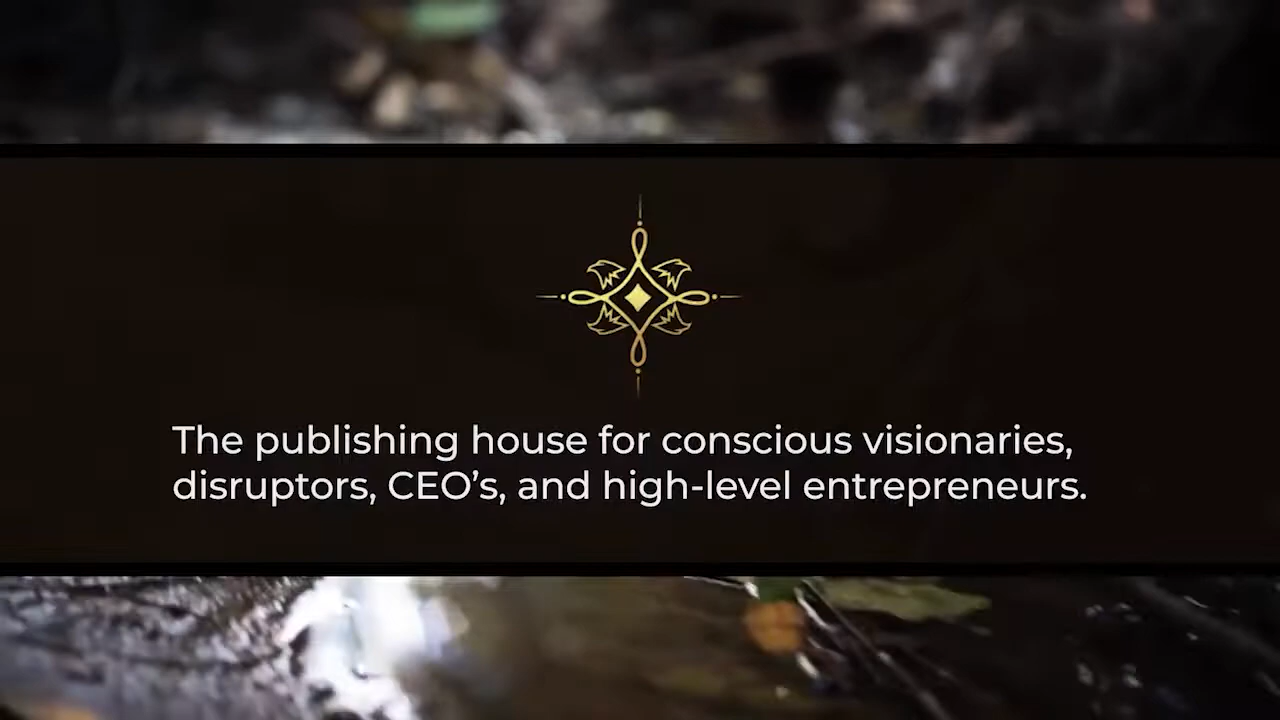 The publishing house for conscious visionaries,
disruptors, CEO’s, and high-level entrepreneurs.